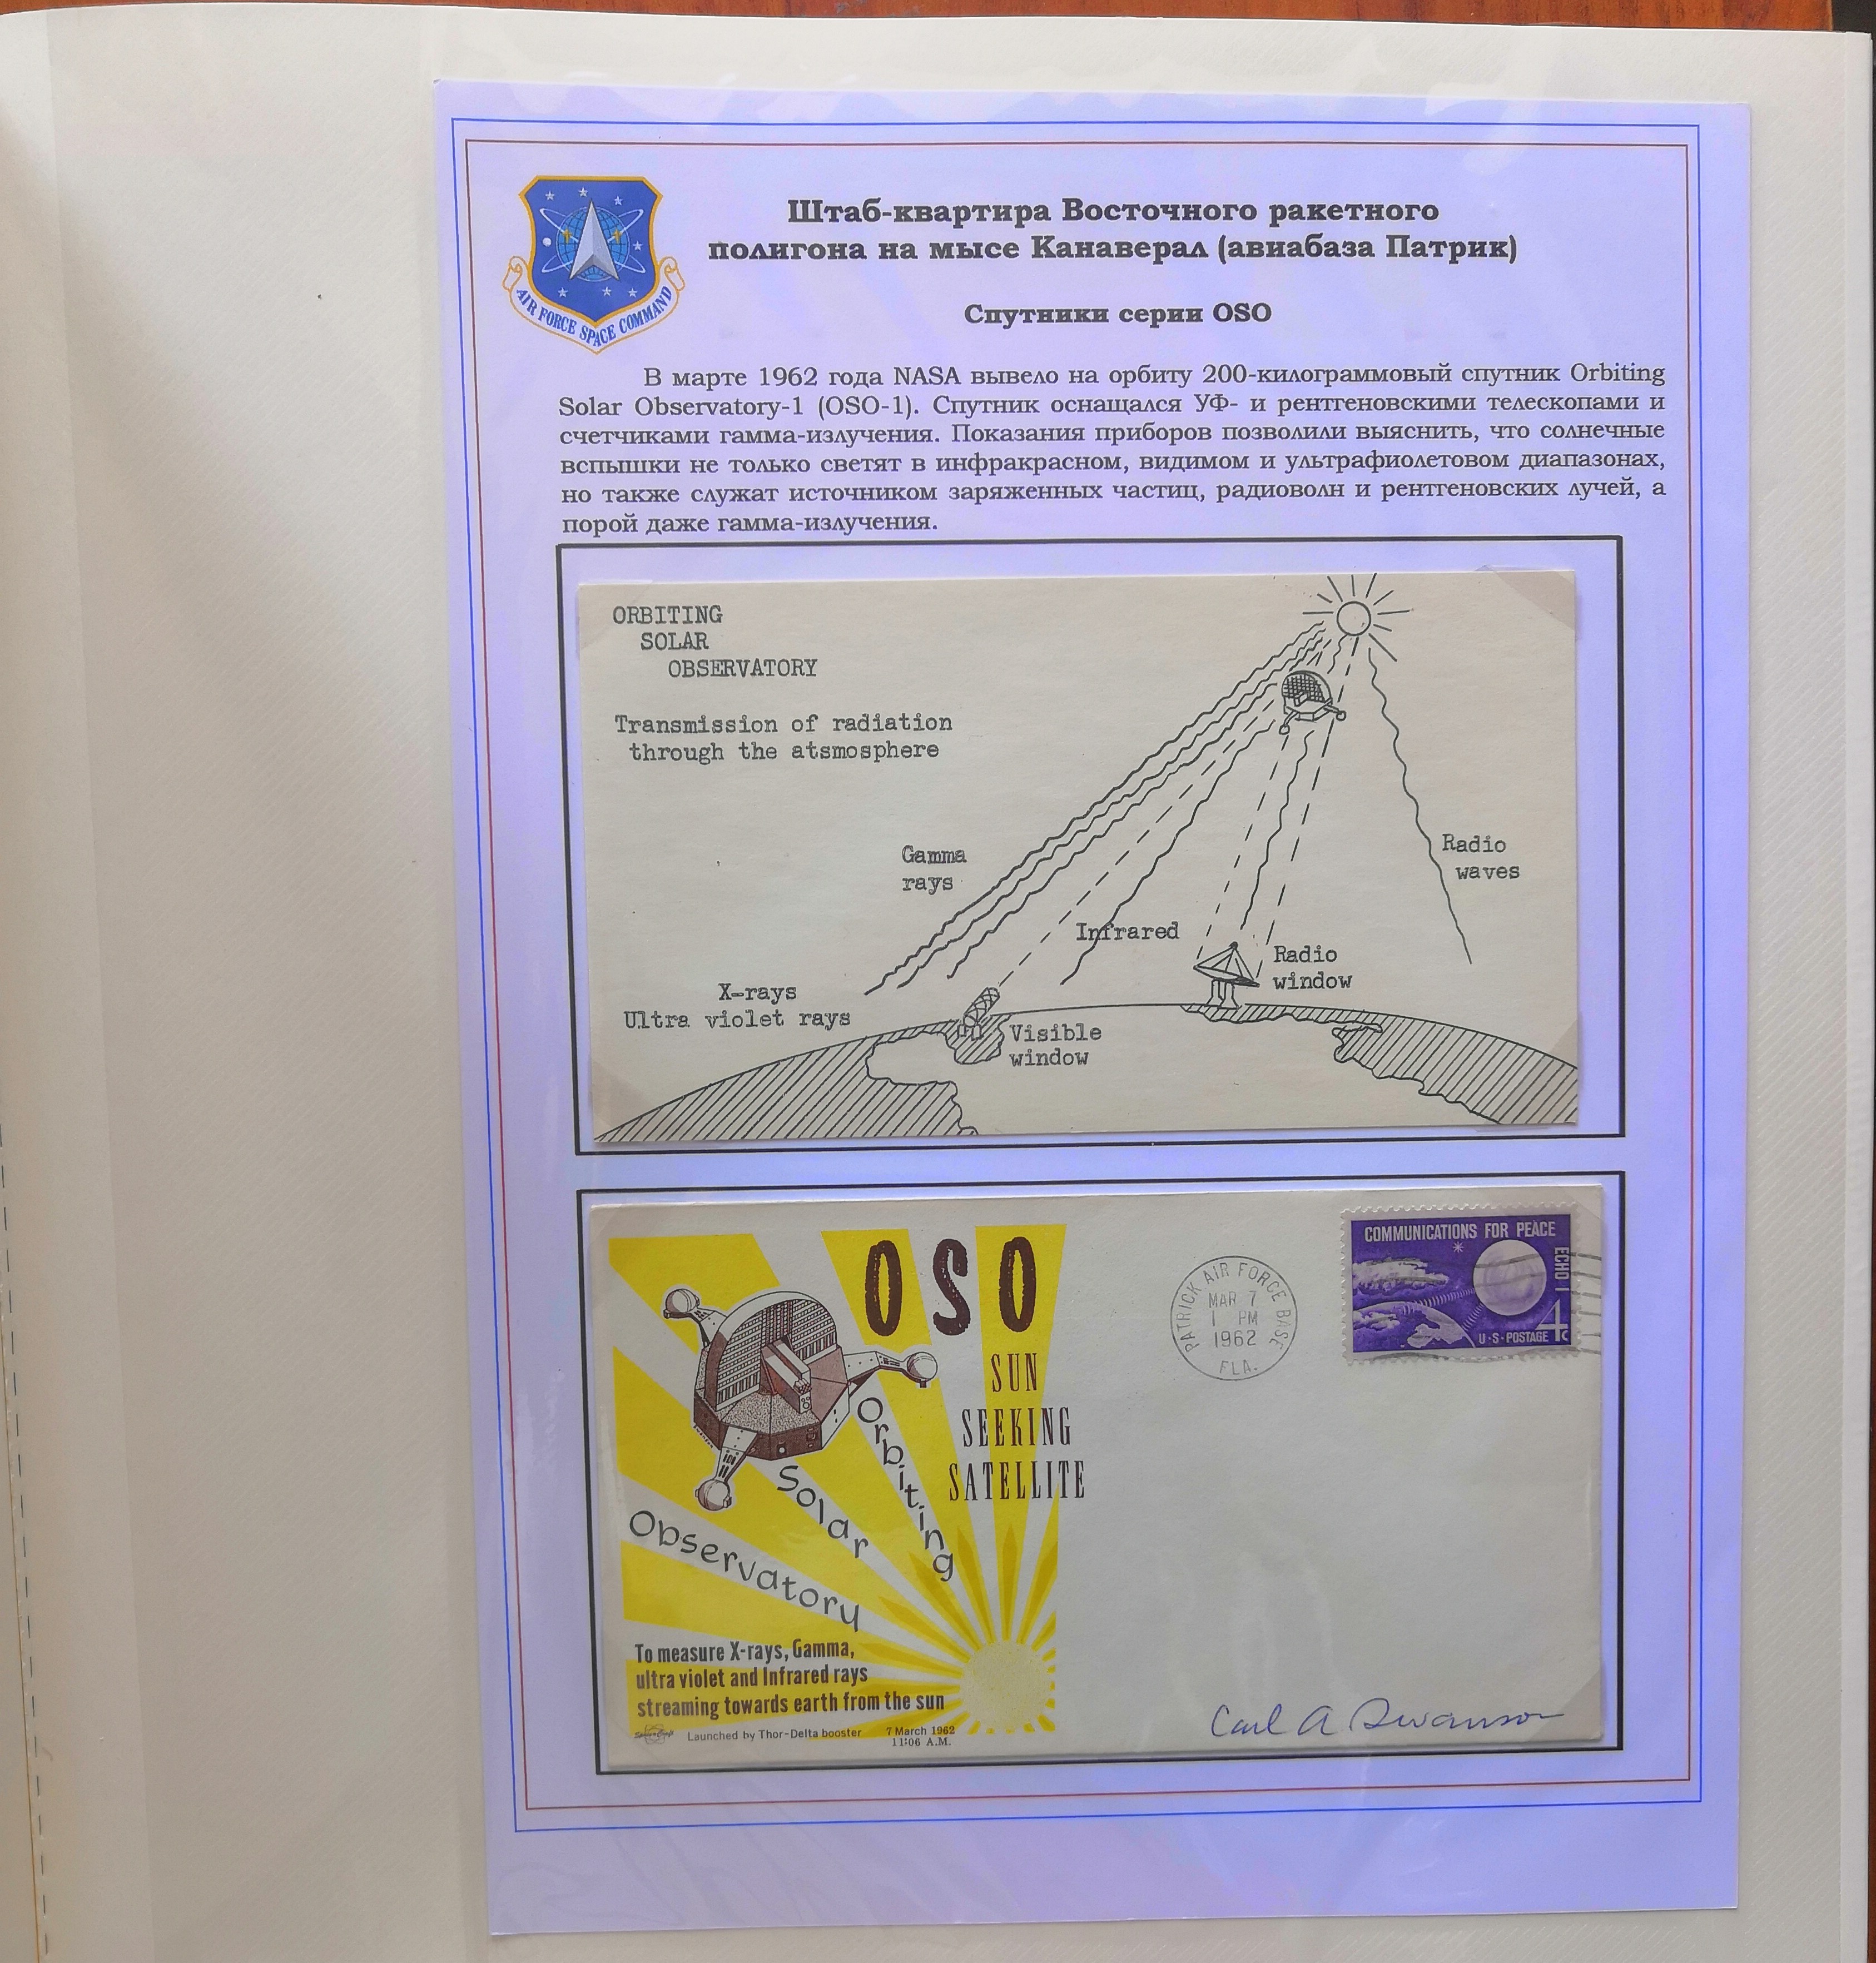 AIR FORCE SPACE COMMAND
Штаб-квартира Восточного ракетного
полигона на мысе Канаверал (авиабаза Патрик)
Спутники серии OSO
В марте 1962 года NASA вывело на орбиту 200-килограммовый спутник Orbiting
Solar Observatory-1 (OSO-1). Спутник оснащался УФ- и рентгеновскими телескопами и
счетчиками гамма-излучения. Показания приборов позволили выяснить, что солнечные
вспышки не только светят в инфракрасном, видимом и ультрафиолетовом диапазонах,
но также служат источником заряженных частиц, радиоволн и рентгеновских лучей, а
порой даже гамма-излучения.
ORBITING
SOLAR
OBSERVATORY
Transmission of radiation
through the atsmosphere
Gamma
rays
Radio
waves
Infrared
Radio
window
X-rays
Ultra violet rays
Visible
window
OSO
SUN
SEEKING
SATELLITE
Orbiting
Solar
Observatory
To measure X-rays, Gamma,
ultra violet and Infrared rays
streaming towards earth from the sun
Space Craft
Launched by Thor-Delta booster
7 March 1962
11:06 A.M.
PATRICK AIR FORCE BASE
MAR 7
1 PM
1962
FLA.
COMMUNICATIONS FOR PEACE
ECHO I
U·S·POSTAGE 4c
Carl A Swanson